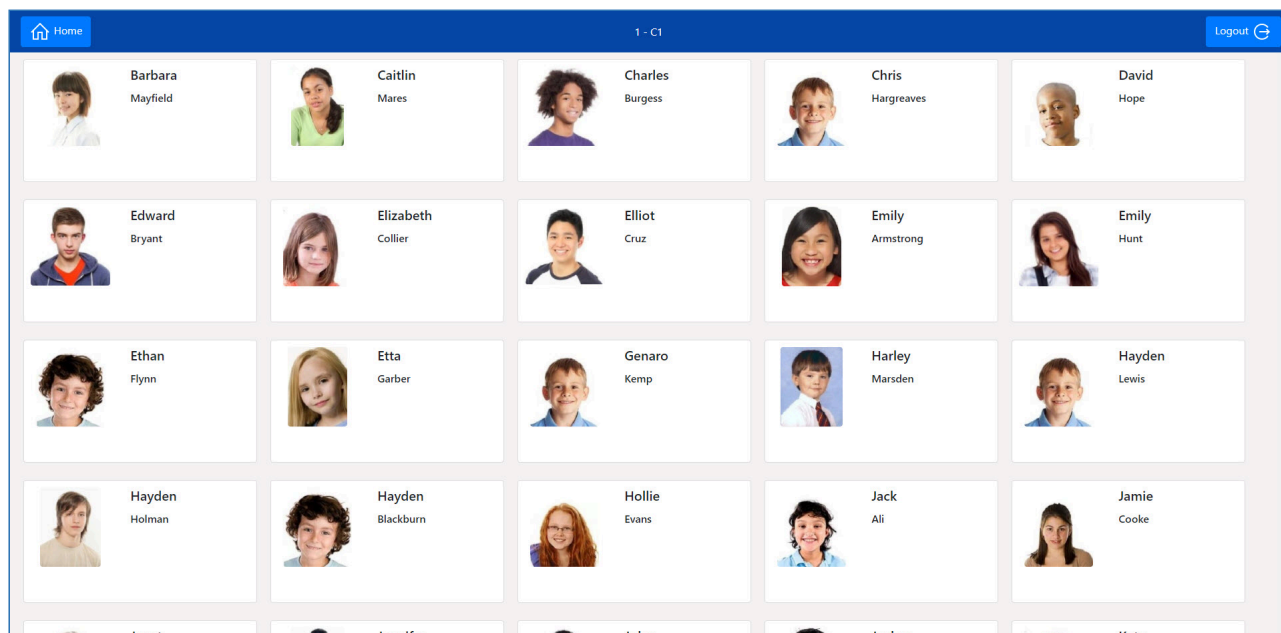 Home
1 - C1
Logout
Barbara
Mayfield
Caitlin
Mares
Charles
Burgess
Chris
Hargreaves
David
Hope
Edward
Bryant
Elizabeth
Collier
Elliot
Cruz
Emily
Armstrong
Emily
Hunt
Ethan
Flynn
Etta
Garber
Genaro
Kemp
Harley
Marsden
Hayden
Lewis
Hayden
Holman
Hayden
Blackburn
Hollie
Evans
Jack
Ali
Jamie
Cooke